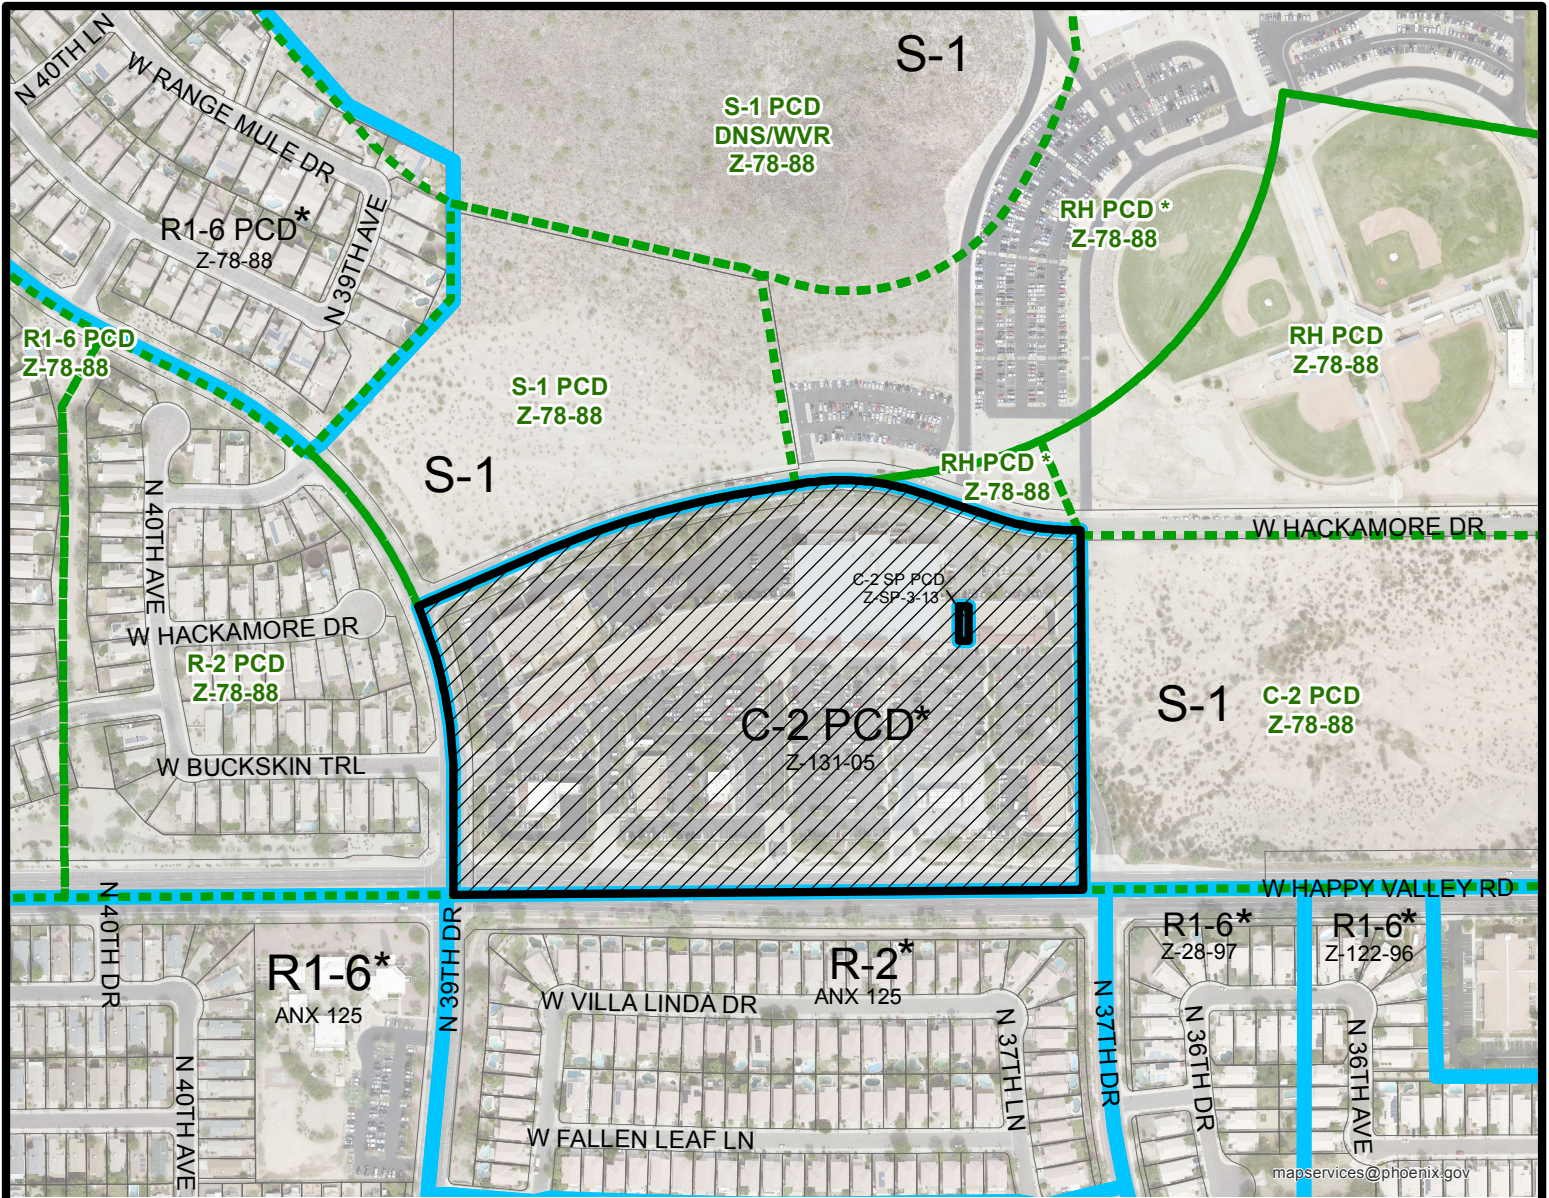 N 40TH LN
W RANGE MULE DR
S-1
S-1 PCD
DNS/WVR
Z-78-88
R1-6 PCD*
Z-78-88
N 39TH AVE
RH PCD *
Z-78-88
R1-6 PCD
Z-78-88
RH PCD
Z-78-88
S-1 PCD
Z-78-88
S-1
RH PCD *
Z-78-88
N 40TH AVE
W HACKAMORE DR
C-2 SP PCD
Z-SP-3-13
W HACKAMORE DR
R-2 PCD
Z-78-88
S-1
C-2 PCD
Z-78-88
C-2 PCD*
Z-131-05
W BUCKSKIN TRL
W HAPPY VALLEY RD
N 40TH DR
N 39TH DR
R1-6*
ANX 125
R-2*
ANX 125
R1-6*
Z-28-97
R1-6*
Z-122-96
W VILLA LINDA DR
N 37TH LN
N 37TH DR
N 36TH DR
N 36TH AVE
N 40TH AVE
W FALLEN LEAF LN
mapservices@phoenix.gov